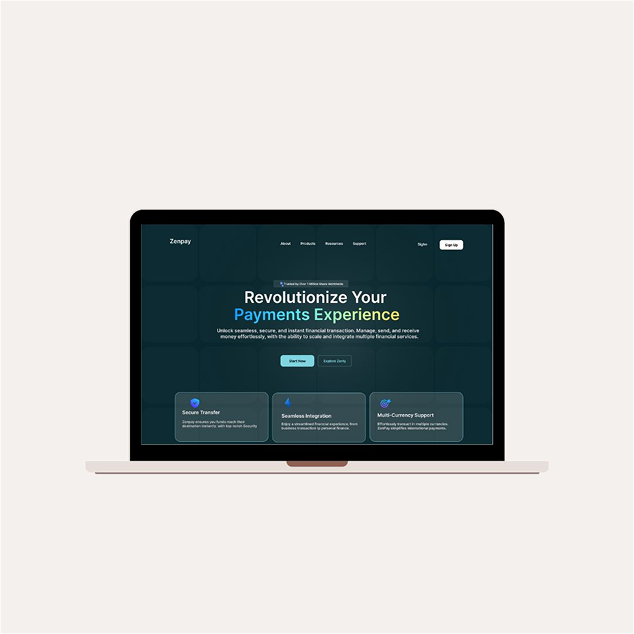 Zenpay
About Products Resources Support
SignIn
Sign Up
Trusted by Over 1 Million Users Worldwide
Revolutionize Your
Payments Experience
Unlock seamless, secure, and instant financial transaction. Manage, send, and receive
money effortlessly, with the ability to scale and integrate multiple financial services.
Start Now
Explore Zenly
Secure Transfer
Zenpay ensures you funds reach their
destination instantly, with top-notch Security.
Seamless Integration
Enjoy a streamlined financial experience, from
business transaction to personal finance.
Multi-Currency Support
Effortlessly transact in multiple currencies.
ZenPay simplifies international payments.